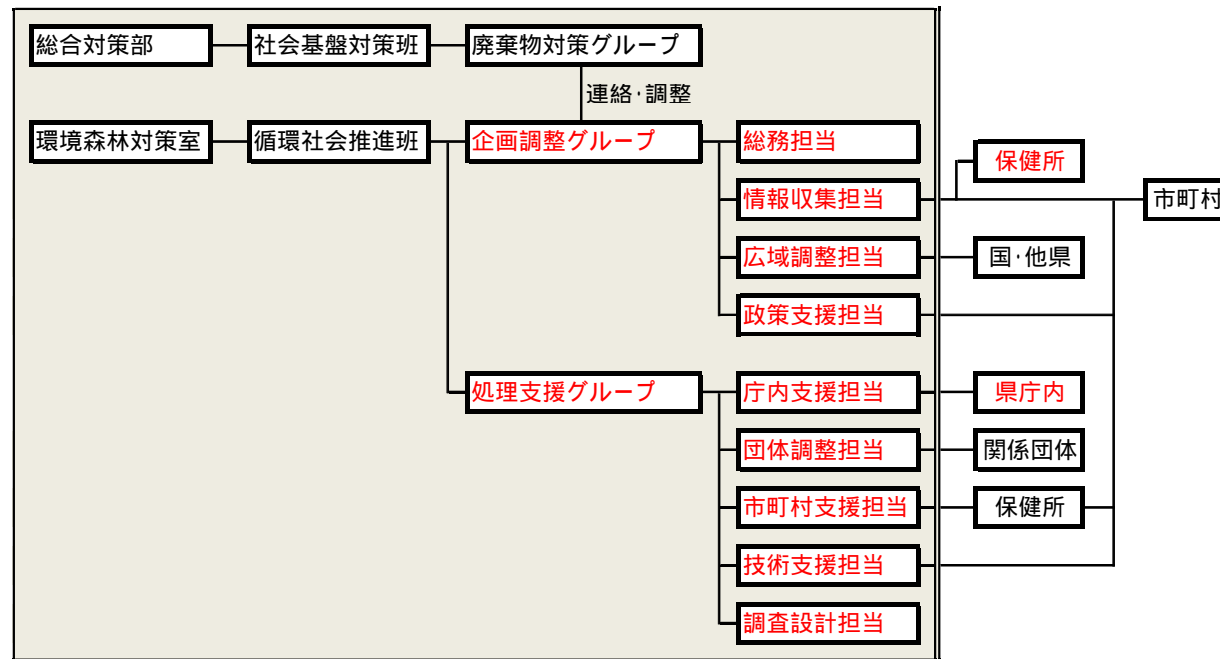 総合対策部
社会基盤対策班
廃棄物対策グループ
連絡・調整
環境森林対策室
循環社会推進班
企画調整グループ
総務担当
保健所
情報収集担当
市町村
広域調整担当
国・他県
政策支援担当
処理支援グループ
庁内支援担当
県庁内
団体調整担当
関係団体
市町村支援担当
保健所
技術支援担当
調査設計担当